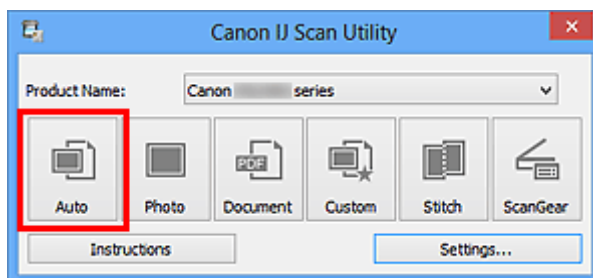 Canon IJ Scan Utility
Product Name: Canon series
PDF
Auto Photo Document Custom Stitch ScanGear
Instructions Settings...